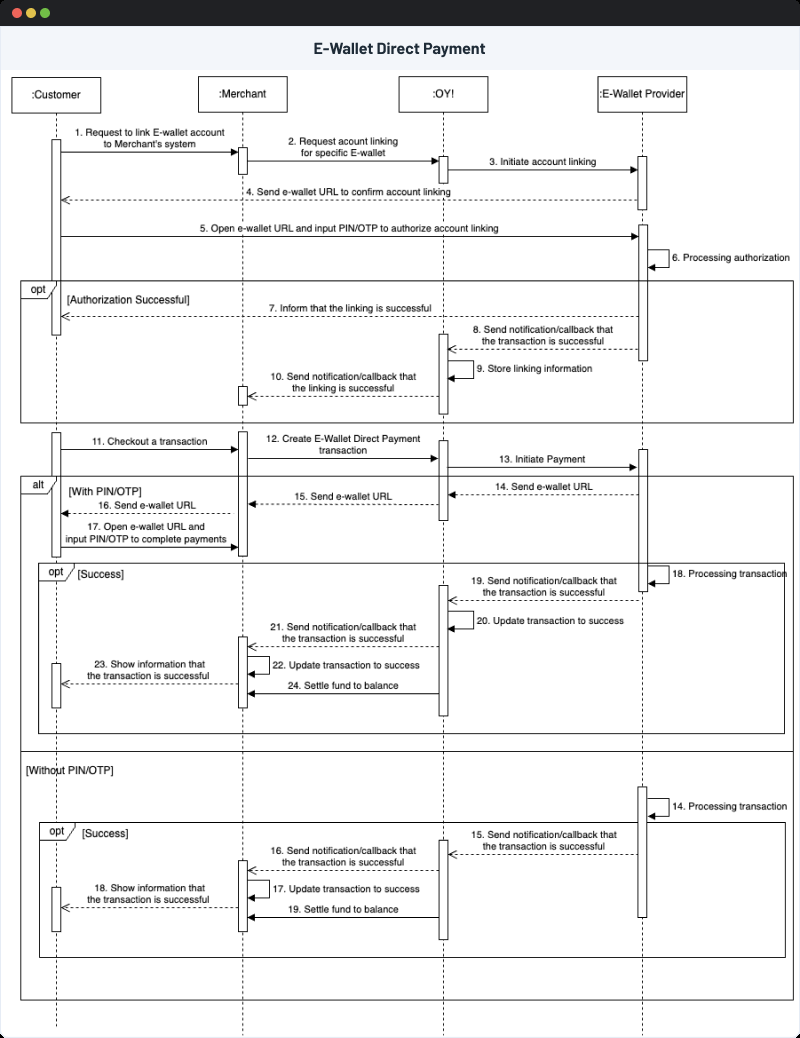 E-Wallet Direct Payment
:Customer
:Merchant
:OY!
:E-Wallet Provider
1. Request to link E-wallet account
to Merchant's system
2. Request acount linking
for specific E-wallet
3. Initiate account linking
4. Send e-wallet URL to confirm account linking
5. Open e-wallet URL and input PIN/OTP to authorize account linking
6. Processing authorization
opt
[Authorization Successful]
7. Inform that the linking is successful
8. Send notification/callback that
the transaction is successful
9. Store linking information
10. Send notification/callback that
the linking is successful
11. Checkout a transaction
12. Create E-Wallet Direct Payment
transaction
13. Initiate Payment
alt
[With PIN/OTP]
14. Send e-wallet URL
15. Send e-wallet URL
16. Send e-wallet URL
17. Open e-wallet URL and
input PIN/OTP to complete payments
opt
[Success]
18. Processing transaction
19. Send notification/callback that
the transaction is successful
20. Update transaction to success
21. Send notification/callback that
the transaction is successful
22. Update transaction to success
23. Show information that
the transaction is successful
24. Settle fund to balance
[Without PIN/OTP]
14. Processing transaction
opt
[Success]
15. Send notification/callback that
the transaction is successful
16. Send notification/callback that
the transaction is successful
17. Update transaction to success
18. Show information that
the transaction is successful
19. Settle fund to balance